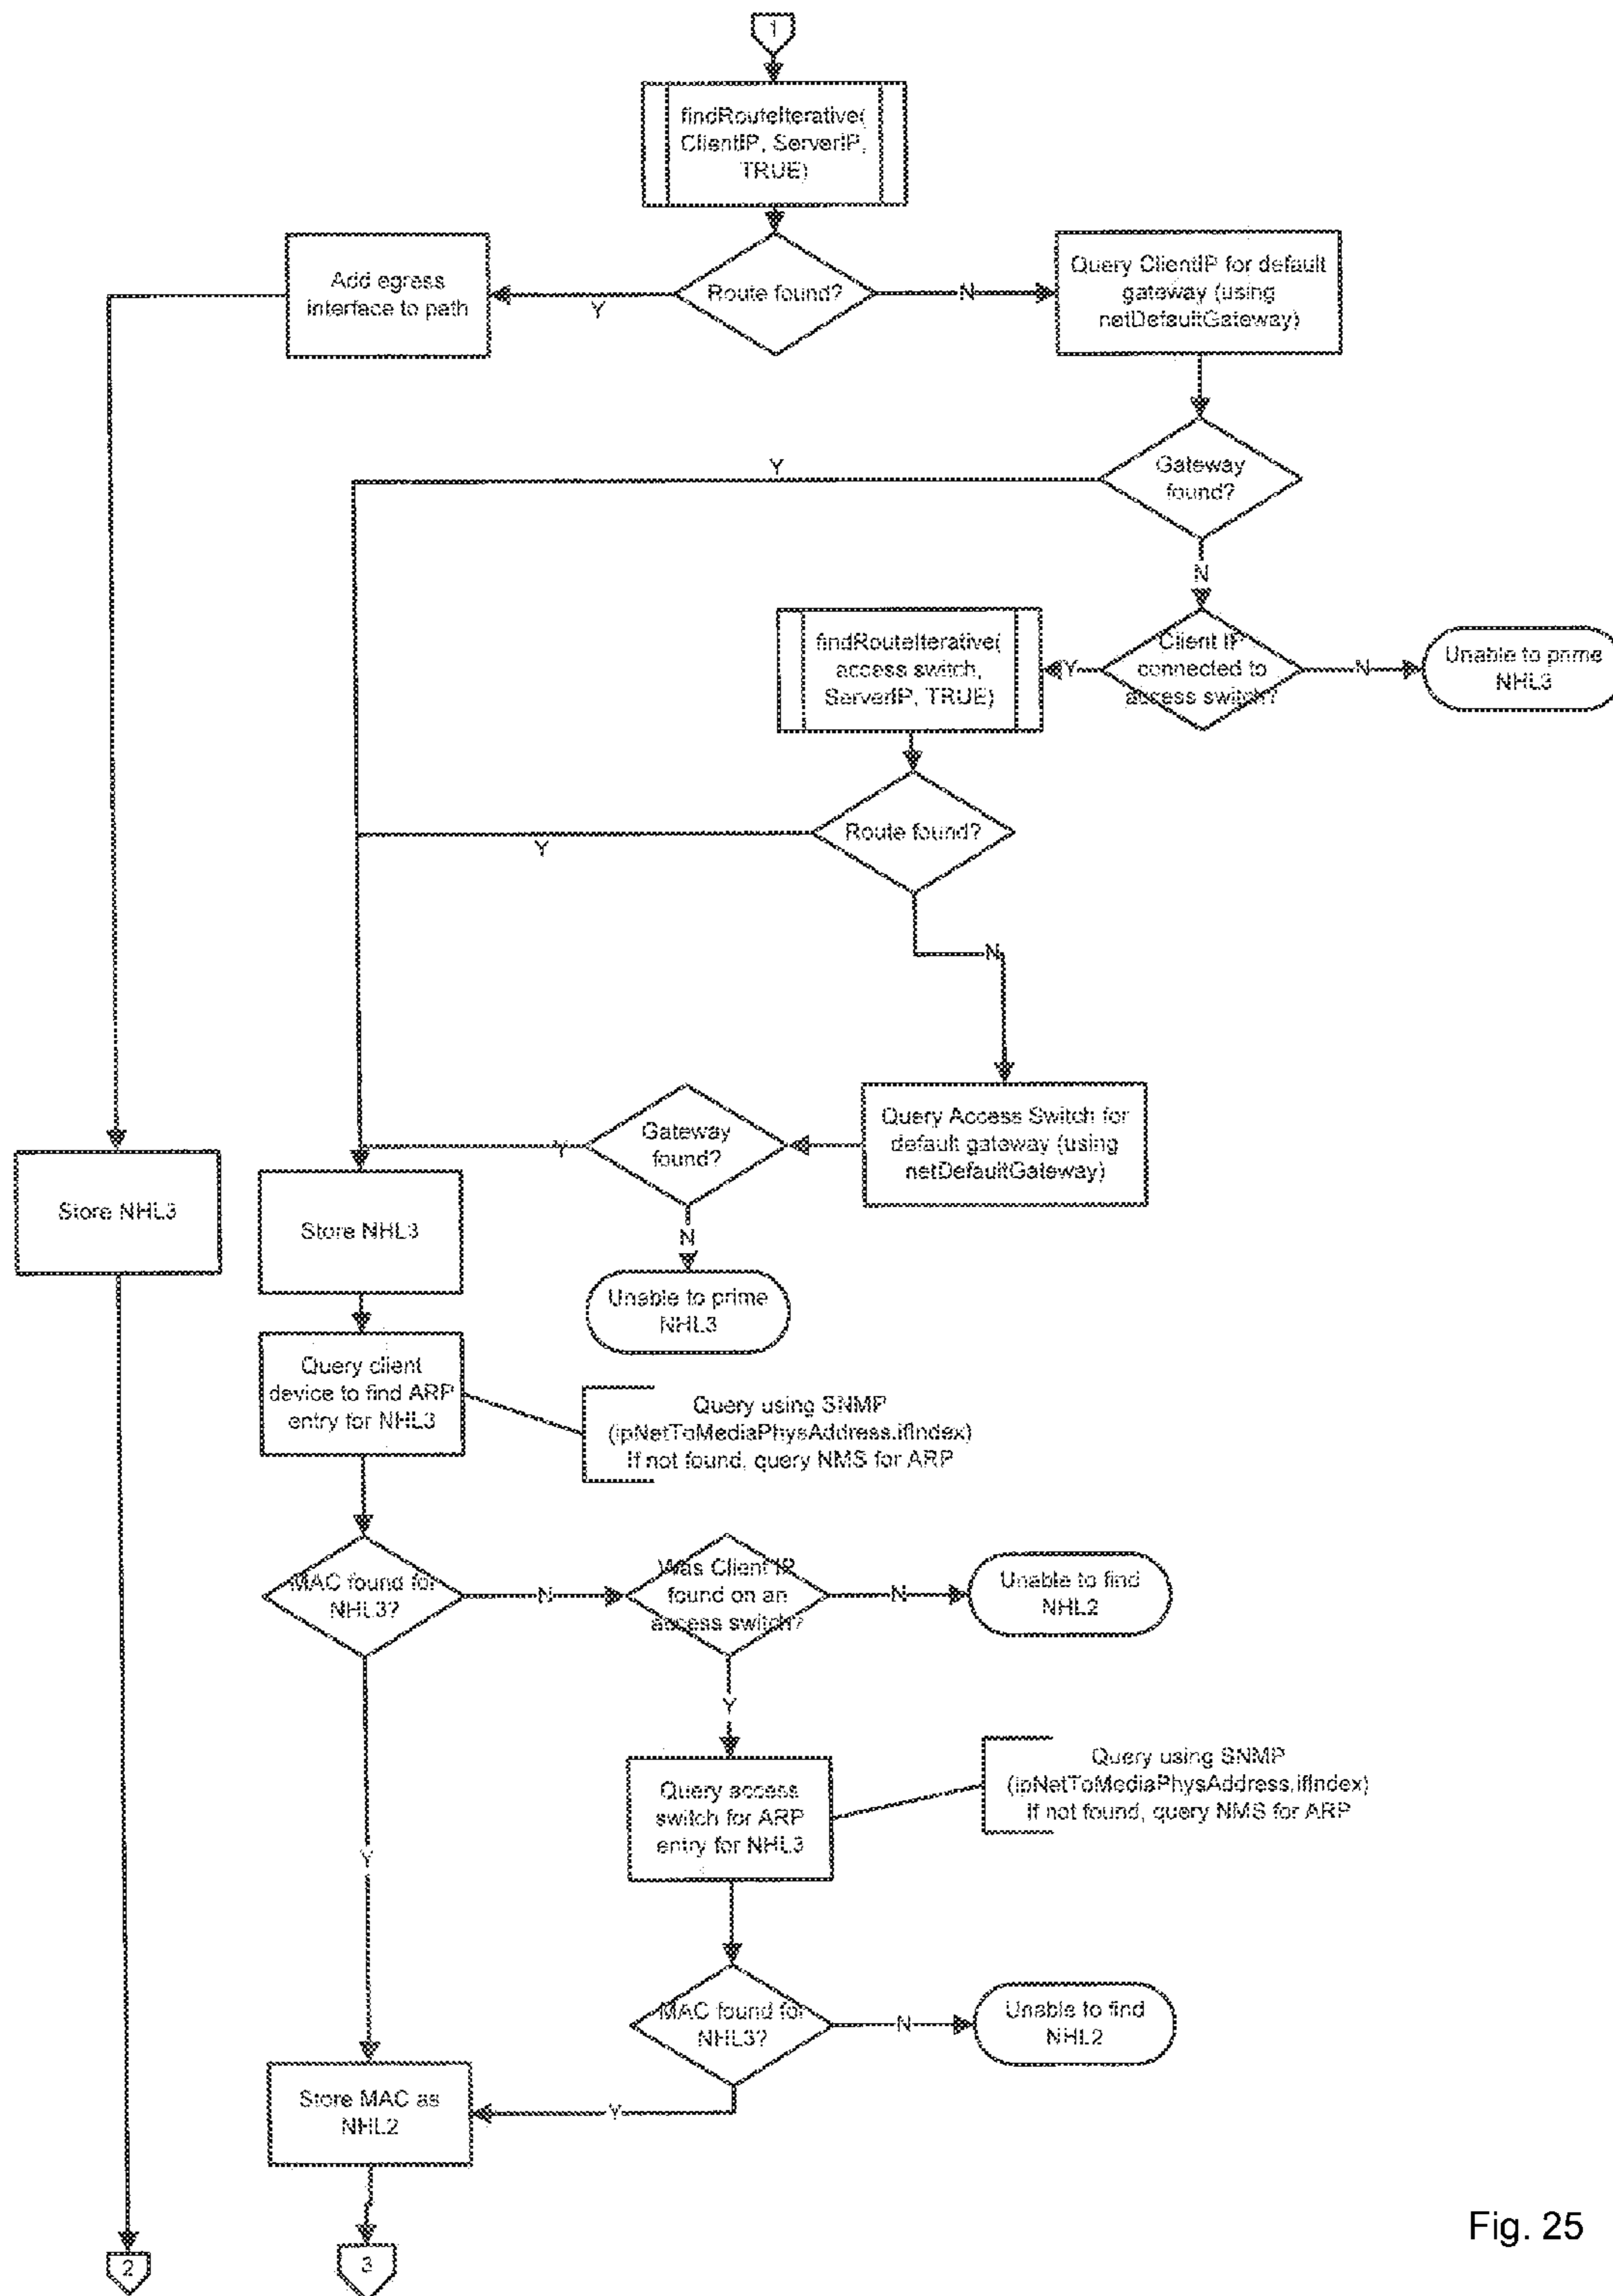 1
findRouteIterative(
ClientIP, ServerIP,
TRUE)
Add egress
interface to path
Y
Route found?
N
Query ClientIP for default
gateway (using
netDefaultGateway)
Y
Gateway
found?
N
findRouteIterative(
access switch,
ServerIP, TRUE)
Y
Client IP
connected to
access switch?
N
Unable to prime
NHL3
Route found?
Y
N
Query Access Switch for
default gateway (using
netDefaultGateway)
Gateway
found?
Y
N
Unable to prime
NHL3
Store NHL3
Store NHL3
Query client
device to find ARP
entry for NHL3
Query using SNMP
(ipNetToMediaPhysAddress.ifIndex)
If not found, query NMS for ARP
MAC found for
NHL3?
N
Was Client IP
found on an
access switch?
N
Unable to find
NHL2
Y
Y
Query access
switch for ARP
entry for NHL3
Query using SNMP
(ipNetToMediaPhysAddress.ifIndex)
If not found, query NMS for ARP
MAC found for
NHL3?
N
Unable to find
NHL2
Y
Store MAC as
NHL2
2
3
Fig. 25